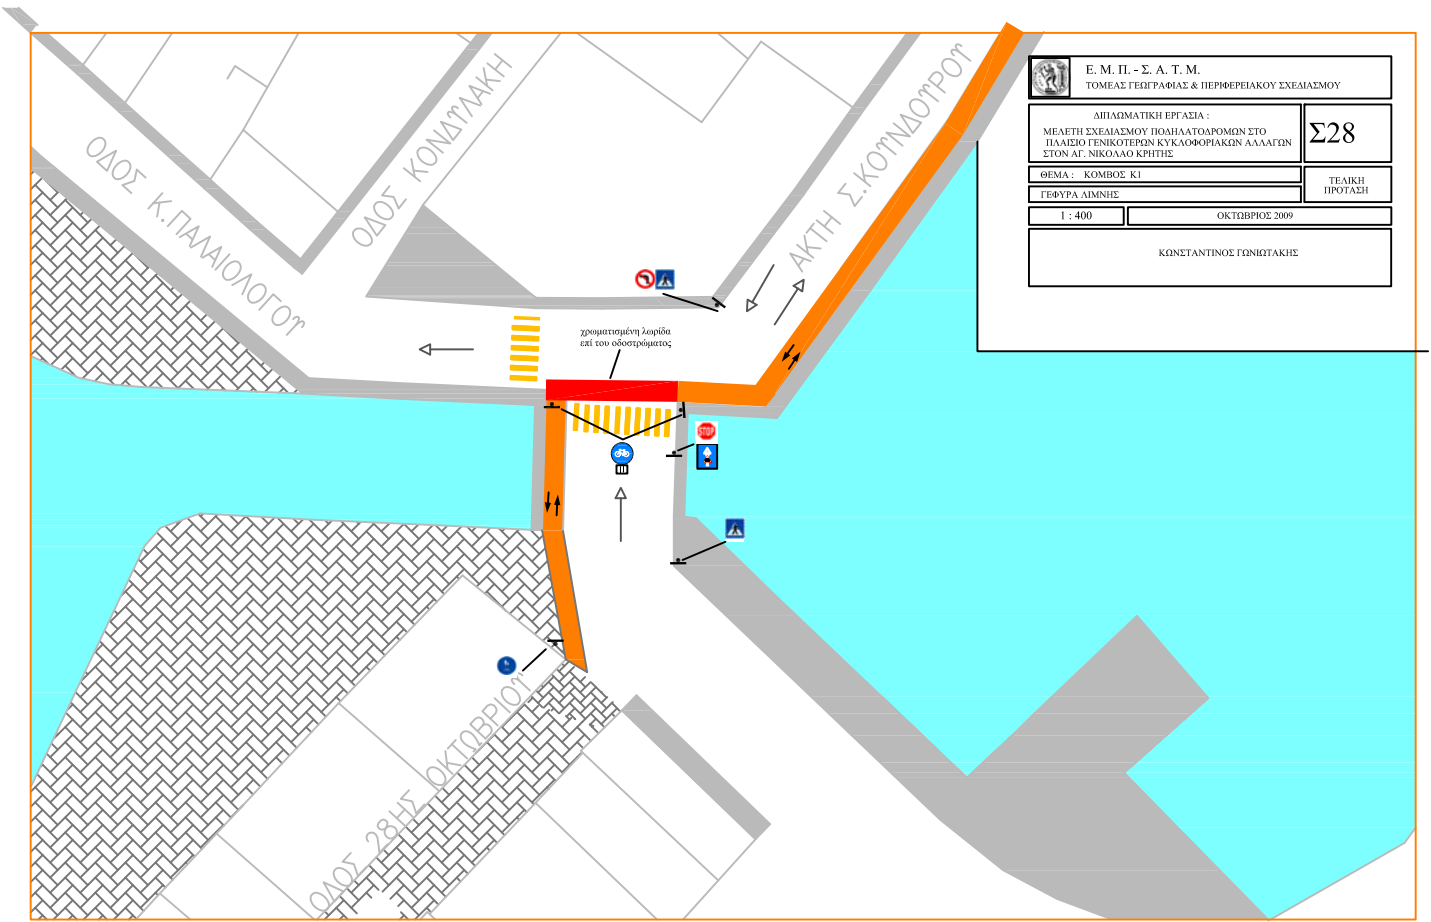 Ε. Μ. Π. - Σ. Α. Τ. Μ.
ΤΟΜΕΑΣ ΓΕΩΓΡΑΦΙΑΣ & ΠΕΡΙΦΕΡΕΙΑΚΟΥ ΣΧΕΔΙΑΣΜΟΥ
ΔΙΠΛΩΜΑΤΙΚΗ ΕΡΓΑΣΙΑ :
ΜΕΛΕΤΗ ΣΧΕΔΙΑΣΜΟΥ ΠΟΔΗΛΑΤΟΔΡΟΜΩΝ ΣΤΟ
ΠΛΑΙΣΙΟ ΓΕΝΙΚΟΤΕΡΩΝ ΚΥΚΛΟΦΟΡΙΑΚΩΝ ΑΛΛΑΓΩΝ
ΣΤΟΝ ΑΓ. ΝΙΚΟΛΑΟ ΚΡΗΤΗΣ
Σ28
ΘΕΜΑ : ΚΟΜΒΟΣ Κ1
ΓΕΦΥΡΑ ΛΙΜΝΗΣ
ΤΕΛΙΚΗ
ΠΡΟΤΑΣΗ
1 : 400
ΟΚΤΩΒΡΙΟΣ 2009
ΚΩΝΣΤΑΝΤΙΝΟΣ ΓΩΝΙΩΤΑΚΗΣ
ΟΔΟΣ Κ.ΠΑΛΑΙΟΛΟΓΟΥ
ΟΔΟΣ ΚΟΝΔΥΛΑΚΗ
ΑΚΤΗ Σ.ΚΟΥΝΔΟΥΡΟΥ
χρωματισμένη λωρίδα
επί του οδοστρώματος
STOP
ΟΔΟΣ 28ΗΣ ΟΚΤΩΒΡΙΟΥ